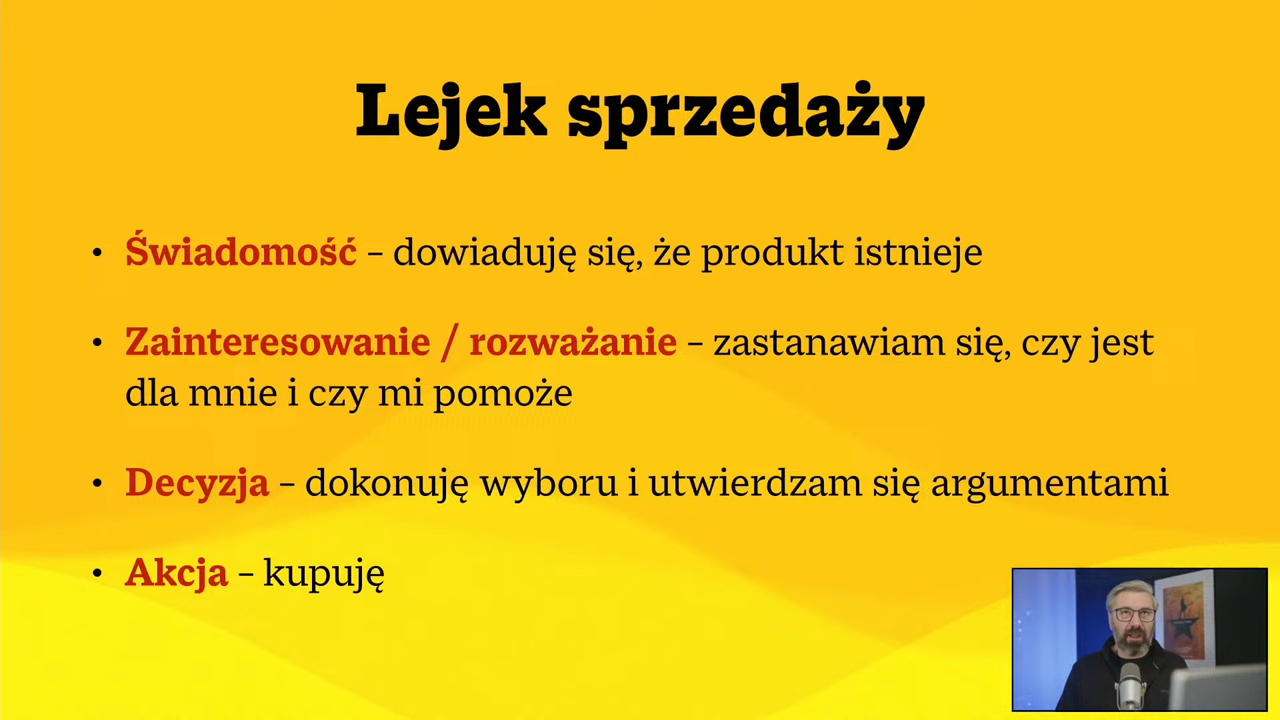 Lejek sprzedaży
• Świadomość – dowiaduję się, że produkt istnieje
• Zainteresowanie / rozważanie – zastanawiam się, czy jest
dla mnie i czy mi pomoże
• Decyzja – dokonuję wyboru i utwierdzam się argumentami
• Akcja – kupuję